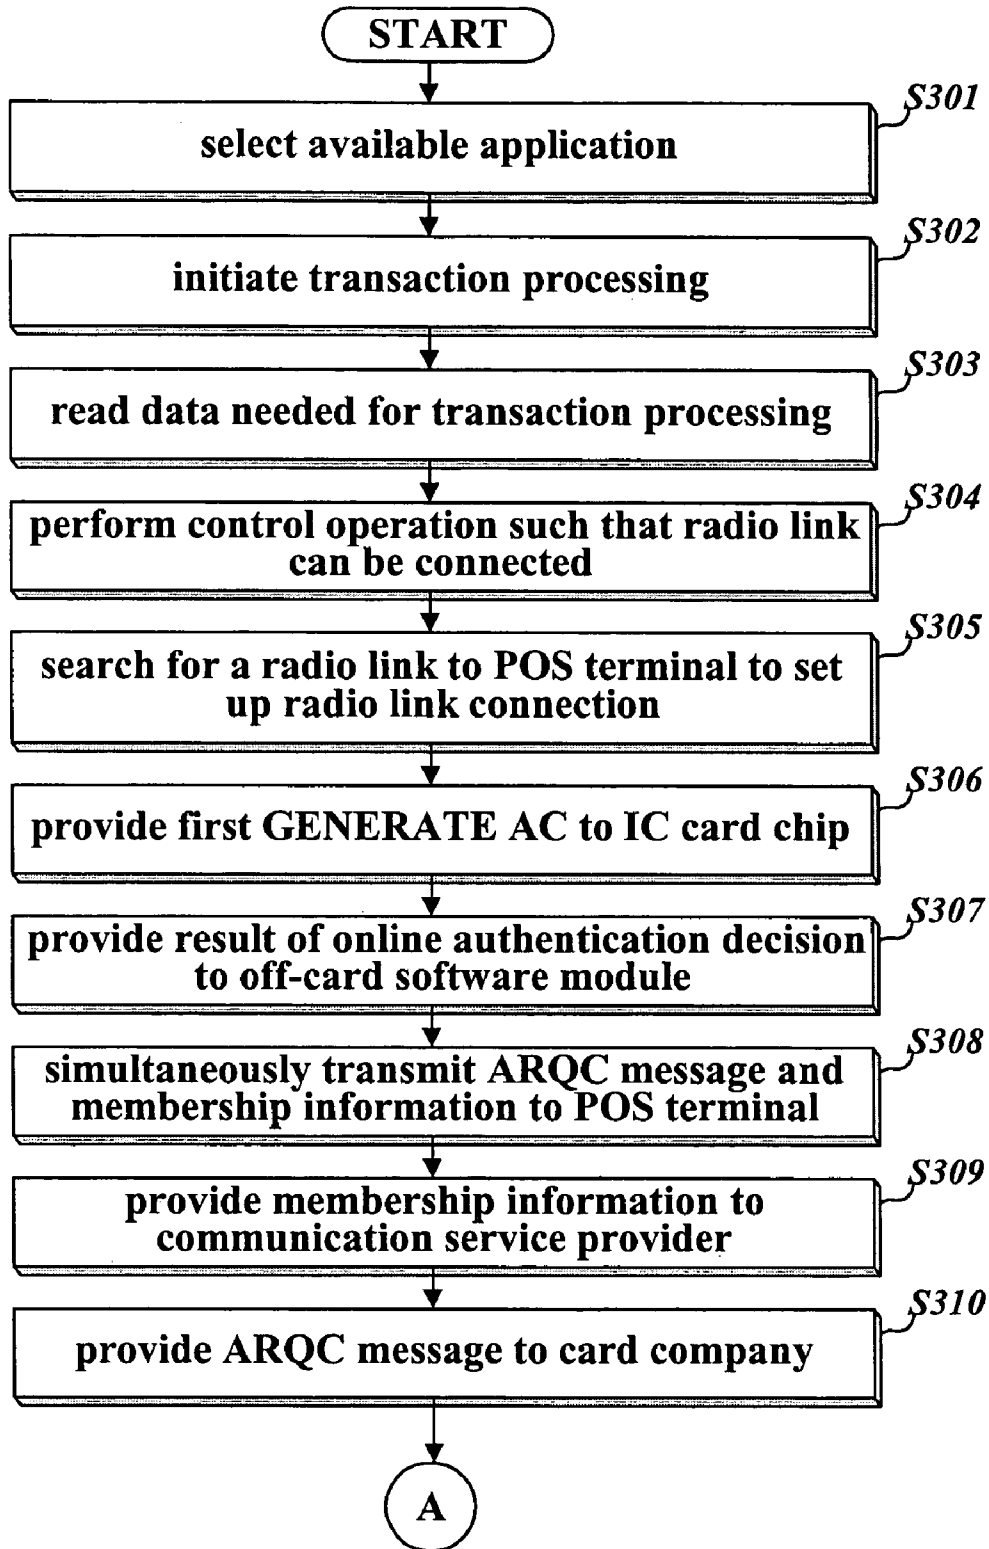 START
S301
select available application
S302
initiate transaction processing
S303
read data needed for transaction processing
S304
perform control operation such that radio link
can be connected
S305
search for a radio link to POS terminal to set
up radio link connection
S306
provide first GENERATE AC to IC card chip
S307
provide result of online authentication decision
to off-card software module
S308
simultaneously transmit ARQC message and
membership information to POS terminal
S309
provide membership information to
communication service provider
S310
provide ARQC message to card company
A